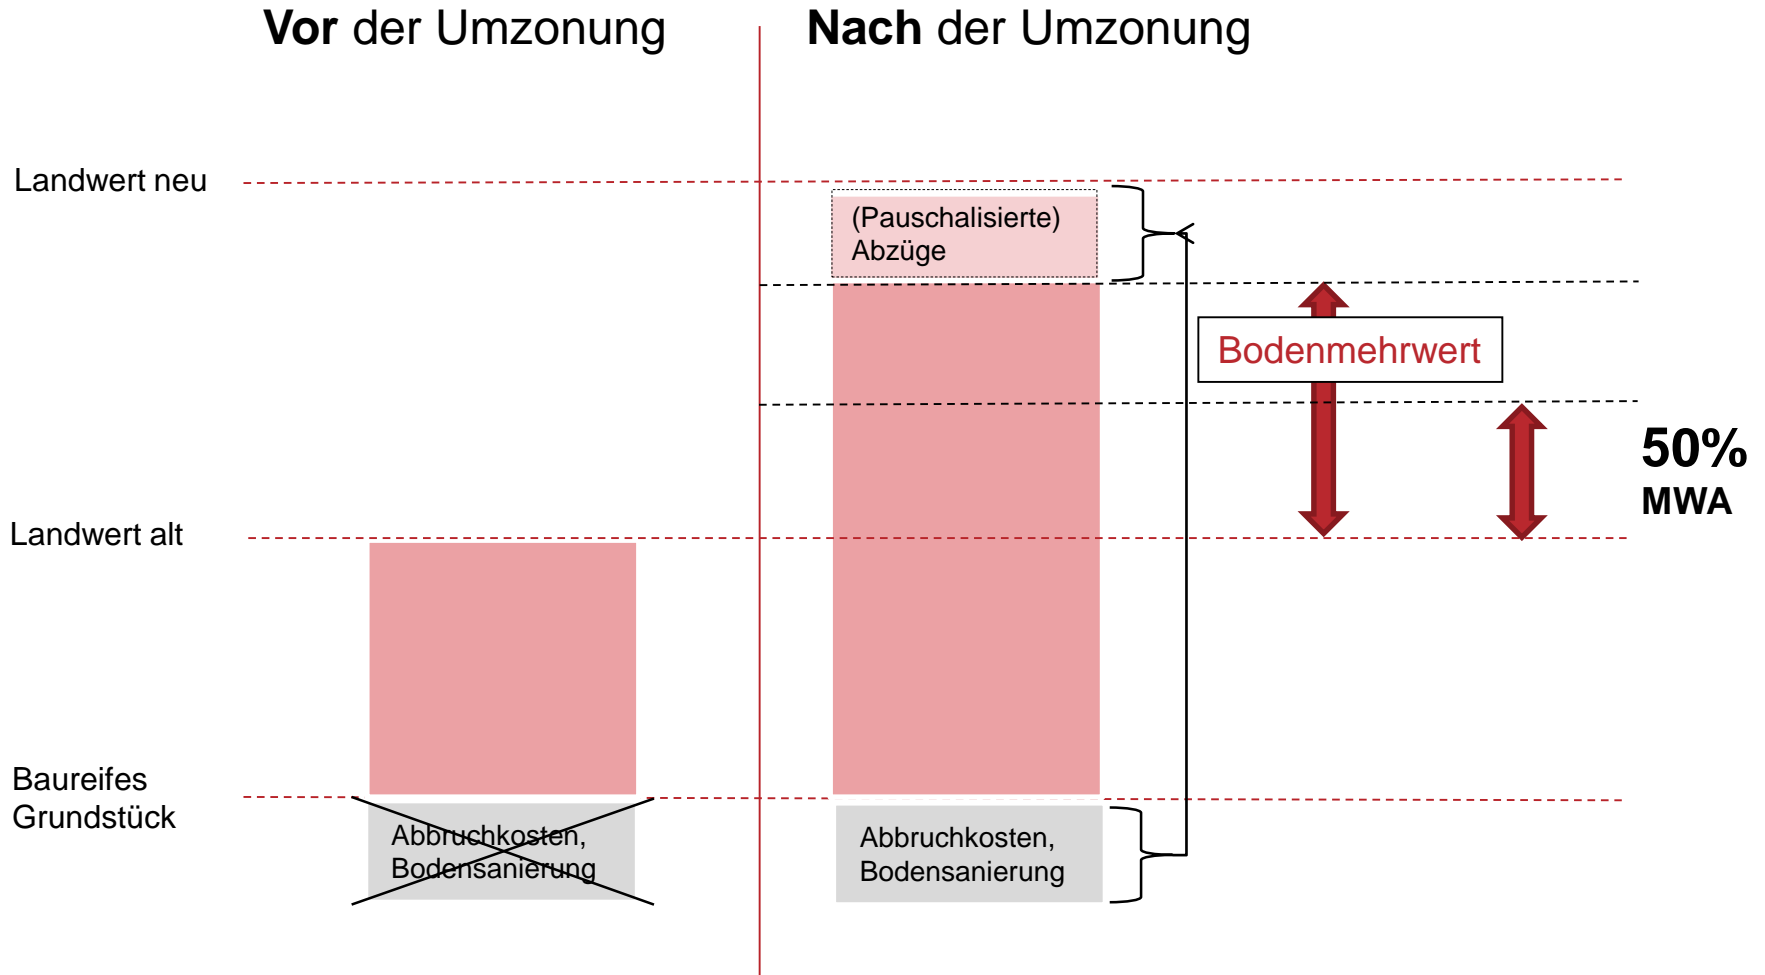 Vor der Umzonung
Nach der Umzonung
Landwert neu
(Pauschalisierte)
Abzüge
Bodenmehrwert
50%
MWA
Landwert alt
Baureifes
Grundstück
Abbruchkosten,
Bodensanierung
Abbruchkosten,
Bodensanierung